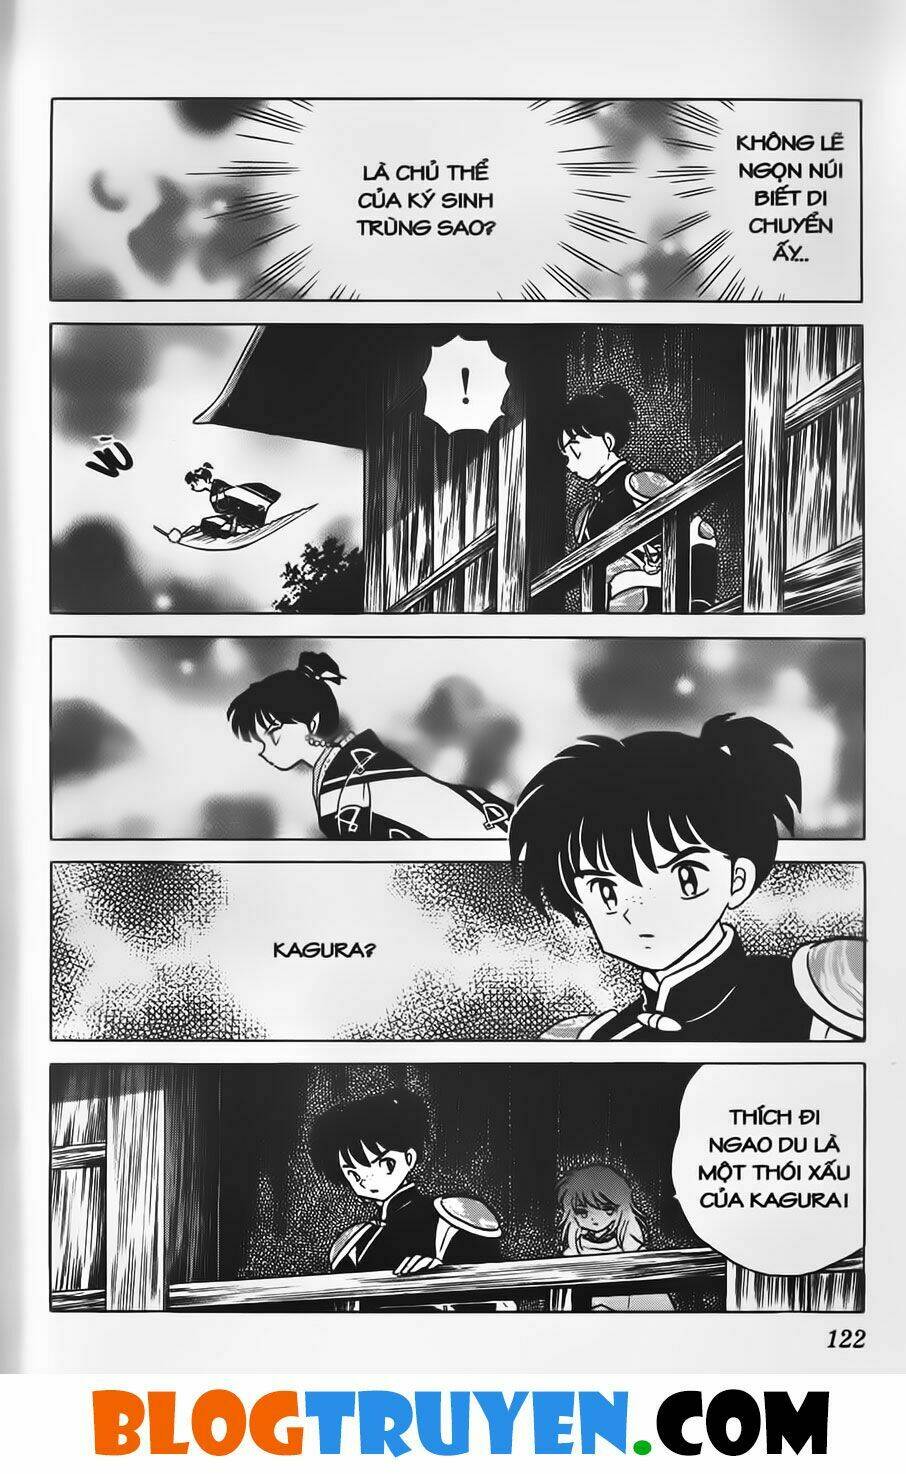 KHÔNG LẼ
NGỌN NÚI
BIẾT DI
CHUYỂN
ẤY...
LÀ CHỦ THỂ
CỦA KÝ SINH
TRÙNG SAO?
!
VÙ
KAGURA?
THÍCH ĐI
NGAO DU LÀ
MỘT THÓI XẤU
CỦA KAGURA!
122
BLOGTRUYEN.COM